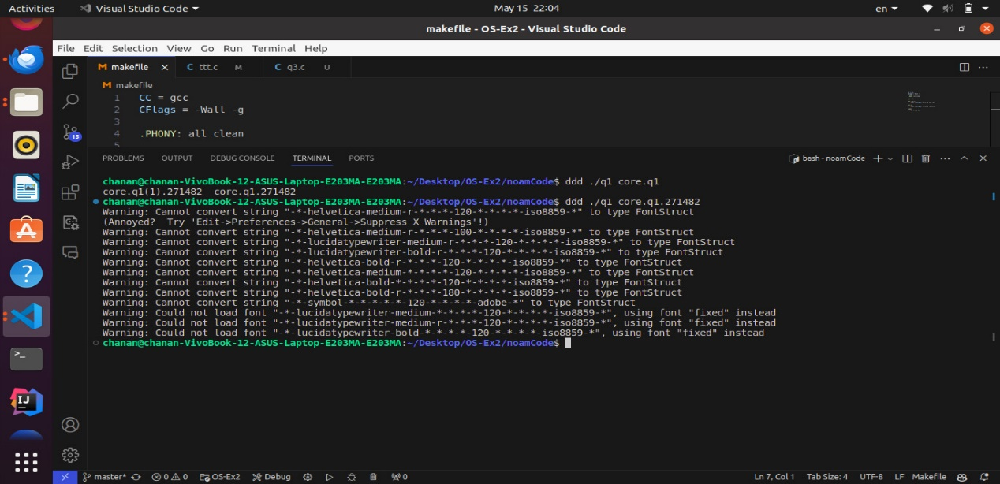 Activities Visual Studio Code May 15 22:04 en
makefile - OS-Ex2 - Visual Studio Code
File Edit Selection View Go Run Terminal Help
M makefile C ttt.c M C q3.c U
M makefile
1 CC = gcc
2 CFlags = -Wall -g
3
4 .PHONY: all clean
5
15
PROBLEMS OUTPUT DEBUG CONSOLE TERMINAL PORTS bash - noamCode
chanan@chanan-VivoBook-12-ASUS-Laptop-E203MA-E203MA:~/Desktop/OS-Ex2/noamCode$ ddd ./q1 core.q1
core.q1(1).271482 core.q1.271482
chanan@chanan-VivoBook-12-ASUS-Laptop-E203MA-E203MA:~/Desktop/OS-Ex2/noamCode$ ddd ./q1 core.q1.271482
Warning: Cannot convert string "-*-helvetica-medium-r-*-*-*-120-*-*-*-*-iso8859-*" to type FontStruct
(Annoyed? Try 'Edit->Preferences->General->Suppress X Warnings'!)
Warning: Cannot convert string "-*-helvetica-medium-r-*-*-*-100-*-*-*-*-iso8859-*" to type FontStruct
Warning: Cannot convert string "-*-lucidatypewriter-medium-r-*-*-*-120-*-*-*-*-iso8859-*" to type FontStruct
Warning: Cannot convert string "-*-lucidatypewriter-bold-r-*-*-*-120-*-*-*-*-iso8859-*" to type FontStruct
Warning: Cannot convert string "-*-helvetica-bold-r-*-*-*-120-*-*-*-*-iso8859-*" to type FontStruct
Warning: Cannot convert string "-*-helvetica-medium-*-*-*-*-120-*-*-*-*-iso8859-*" to type FontStruct
Warning: Cannot convert string "-*-helvetica-bold-*-*-*-*-120-*-*-*-*-iso8859-*" to type FontStruct
Warning: Cannot convert string "-*-helvetica-bold-r-*-*-*-180-*-*-*-*-iso8859-*" to type FontStruct
Warning: Cannot convert string "-*-symbol-*-*-*-*-*-120-*-*-*-*-adobe-*" to type FontStruct
Warning: Could not load font "-*-lucidatypewriter-medium-*-*-*-*-120-*-*-*-*-iso8859-*", using font "fixed" instead
Warning: Could not load font "-*-lucidatypewriter-medium-r-*-*-*-120-*-*-*-*-iso8859-*", using font "fixed" instead
Warning: Could not load font "-*-lucidatypewriter-bold-*-*-*-*-120-*-*-*-*-iso8859-*", using font "fixed" instead
chanan@chanan-VivoBook-12-ASUS-Laptop-E203MA-E203MA:~/Desktop/OS-Ex2/noamCode$
IJ
master* 0 0 OS-Ex2 Debug 0 Ln 7, Col 1 Tab Size: 4 UTF-8 LF Makefile